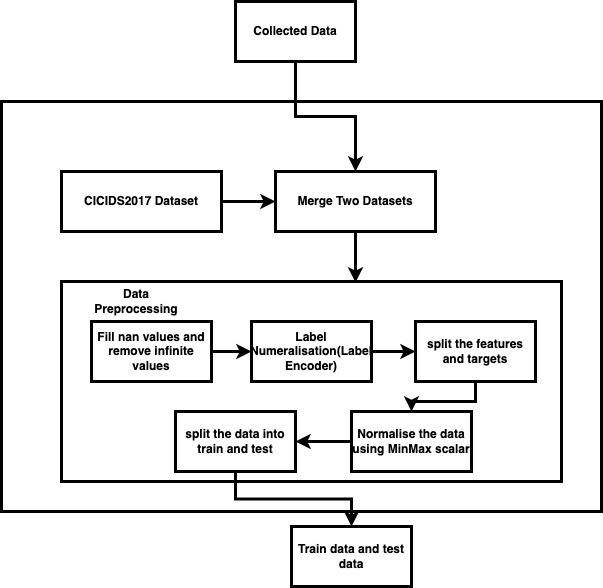 Collected Data
CICIDS2017 Dataset
Merge Two Datasets
Data
Preprocessing
Fill nan values and
remove infinite
values
Label
Numeralisation(Label
Encoder)
split the features
and targets
split the data into
train and test
Normalise the data
using MinMax scalar
Train data and test
data